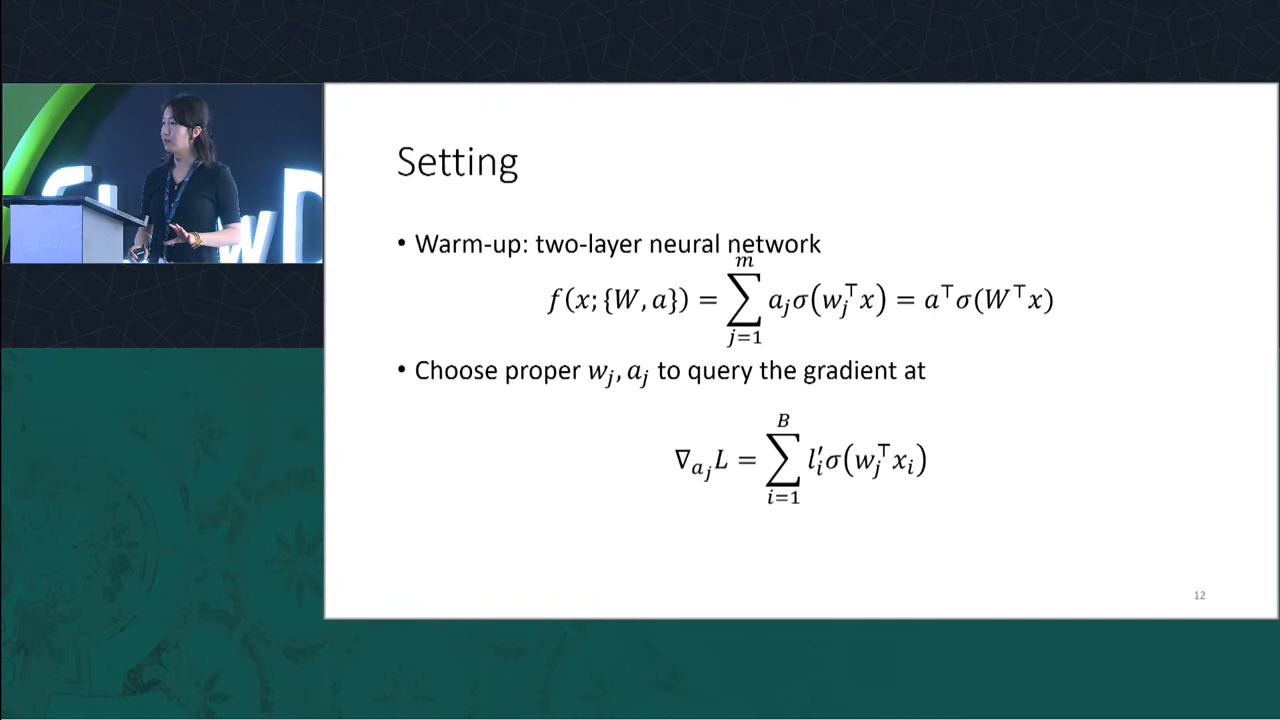 Setting
• Warm-up: two-layer neural network
f(x; {W, a}) = ∑_{j=1}^{m} a_j σ(w_j^⊤ x) = a^⊤ σ(W^⊤ x)
• Choose proper w_j, a_j to query the gradient at
∇_{a_j} L = ∑_{i=1}^{B} l_i′ σ(w_j^⊤ x_i)
12